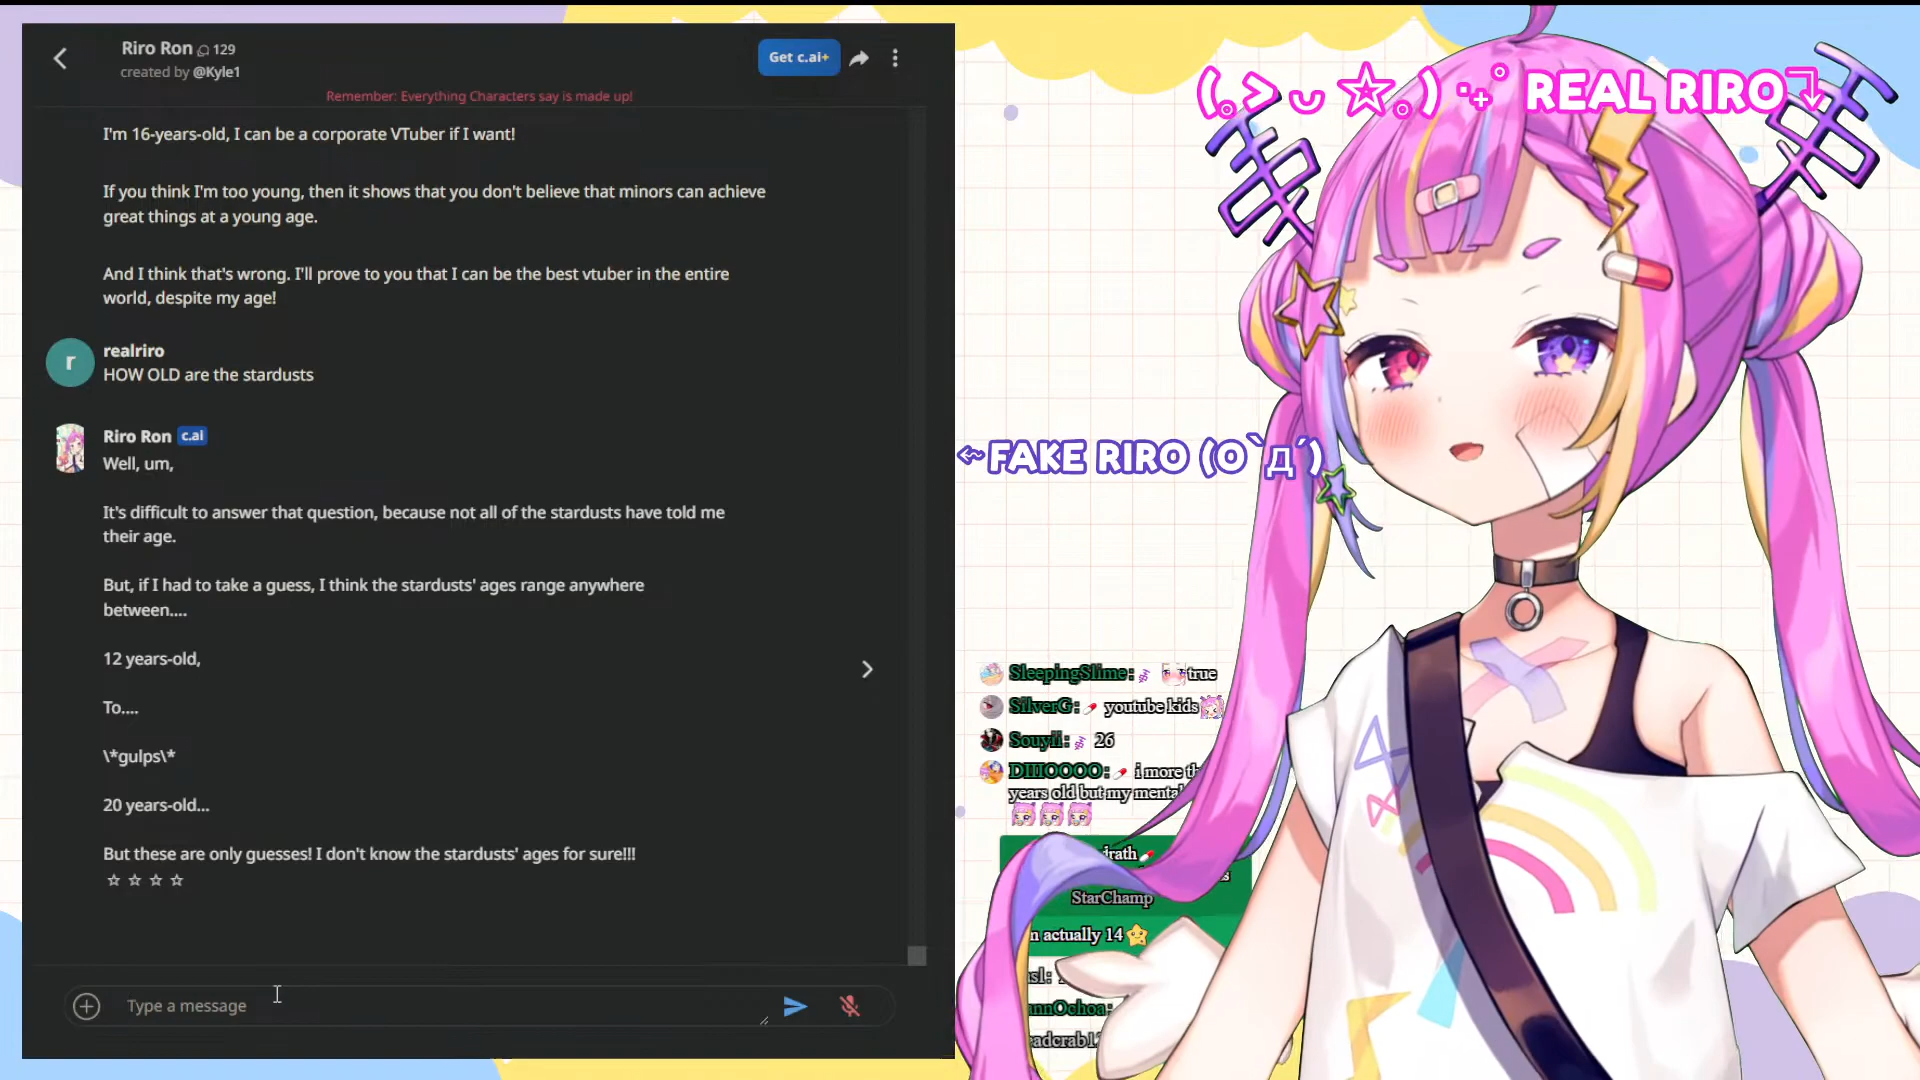 Riro Ron 129
created by @Kyle1
Get c.ai+
Remember: Everything Characters say is made up!
I'm 16-years-old, I can be a corporate VTuber if I want!
If you think I'm too young, then it shows that you don't believe that minors can achieve
great things at a young age.
And I think that's wrong. I'll prove to you that I can be the best vtuber in the entire
world, despite my age!
r
realriro
HOW OLD are the stardusts
Riro Ron c.ai
Well, um,
It's difficult to answer that question, because not all of the stardusts have told me
their age.
But, if I had to take a guess, I think the stardusts' ages range anywhere
between....
12 years-old,
To....
\*gulps\*
20 years-old...
But these are only guesses! I don't know the stardusts' ages for sure!!!
☆ ☆ ☆ ☆
Type a message
(｡>ᴗ☆｡) ‧₊˚ REAL RIRO ⤵
←FAKE RIRO (O`д´)
SleepingSlime: true
SilverG: youtube kids
Souyii: 26
DIIIOOOO: i more
years old but my
StarChamp
actually 14